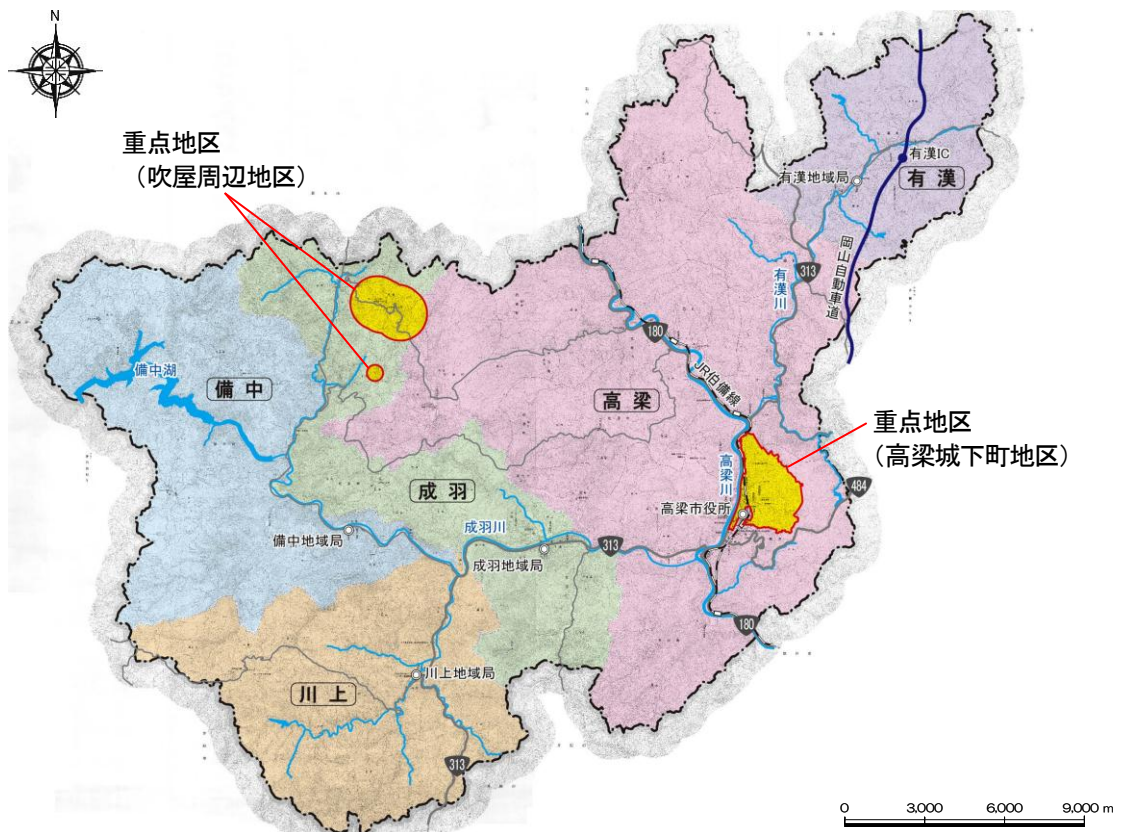 N
重点地区
（吹屋周辺地区）
有漢IC
有漢地域局
有漢
岡山自動車道
313
有漢川
180
JR伯備線
備中湖
備中
高梁
重点地区
（高梁城下町地区）
高梁川
484
成羽
高梁市役所
成羽川
備中地域局
成羽地域局
313
180
川上地域局
川上
313
0 3,000 6,000 9,000 m